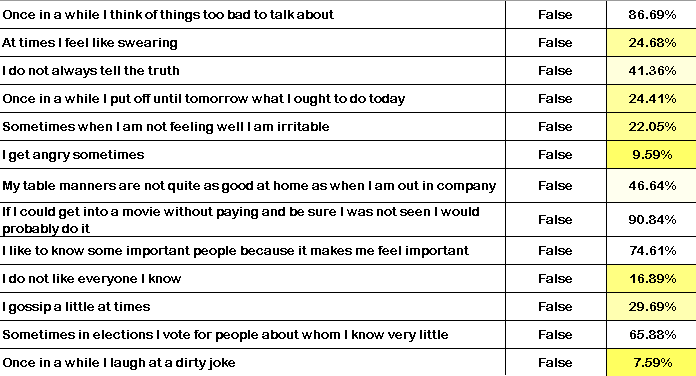 Once in a while I think of things too bad to talk about False 86.69%
At times I feel like swearing False 24.68%
I do not always tell the truth False 41.36%
Once in a while I put off until tomorrow what I ought to do today False 24.41%
Sometimes when I am not feeling well I am irritable False 22.05%
I get angry sometimes False 9.59%
My table manners are not quite as good at home as when I am out in company False 46.64%
If I could get into a movie without paying and be sure I was not seen I would
probably do it False 90.84%
I like to know some important people because it makes me feel important False 74.61%
I do not like everyone I know False 16.89%
I gossip a little at times False 29.69%
Sometimes in elections I vote for people about whom I know very little False 65.88%
Once in a while I laugh at a dirty joke False 7.59%